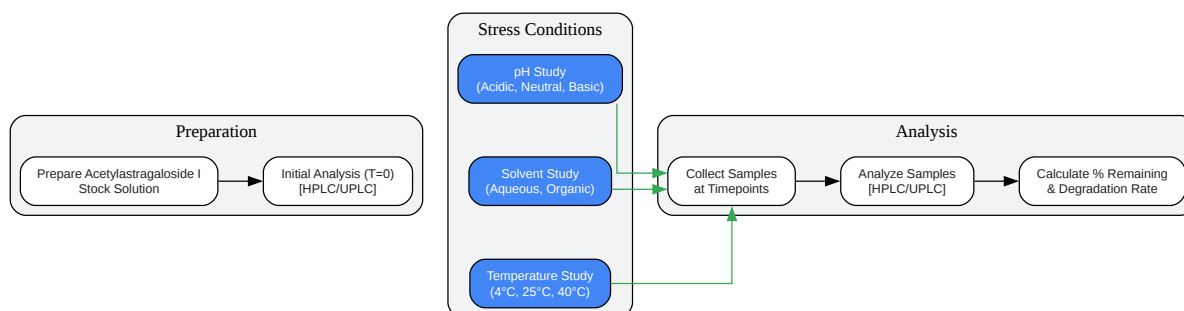 Preparation
Prepare Acetylastragaloside I
Stock Solution
Initial Analysis (T=0)
[HPLC/UPLC]
Stress Conditions
pH Study
(Acidic, Neutral, Basic)
Solvent Study
(Aqueous, Organic)
Temperature Study
(4°C, 25°C, 40°C)
Analysis
Collect Samples
at Timepoints
Analyze Samples
[HPLC/UPLC]
Calculate % Remaining
& Degradation Rate